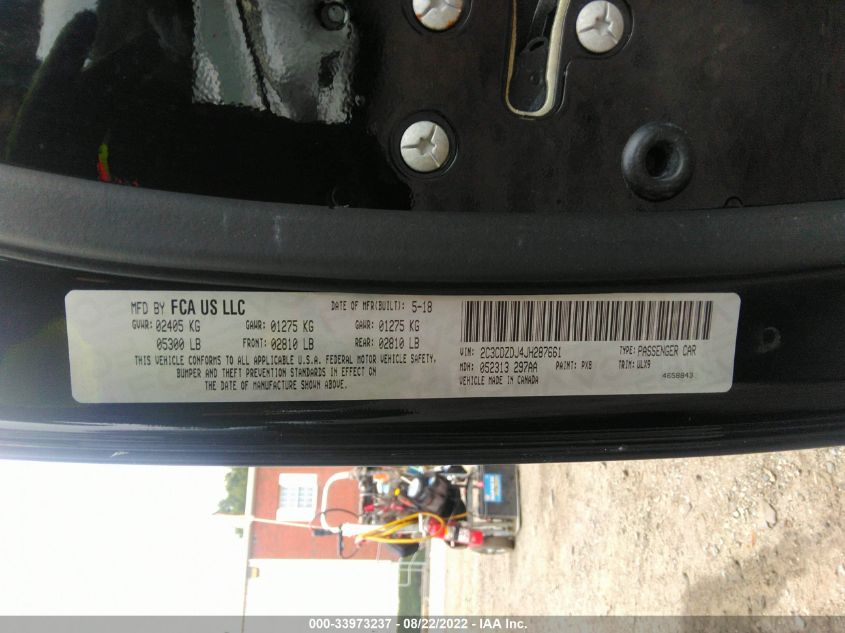 MFD BY FCA US LLC DATE OF MFR(BUILT): 5-18
GVWR: 02405 KG GAWR: 01275 KG GAWR: 01275 KG
05300 LB FRONT: 02810 LB REAR: 02810 LB
THIS VEHICLE CONFORMS TO ALL APPLICABLE U.S.A. FEDERAL MOTOR VEHICLE SAFETY,
BUMPER AND THEFT PREVENTION STANDARDS IN EFFECT ON
THE DATE OF MANUFACTURE SHOWN ABOVE.
VIN: 2C3CDZDJ4JH287661 TYPE: PASSENGER CAR
MDH: 052313 297AA PAINT: PX8 TRIM: VLX9
VEHICLE MADE IN CANADA 4658843
000-33973237 - 08/22/2022 - IAA Inc.